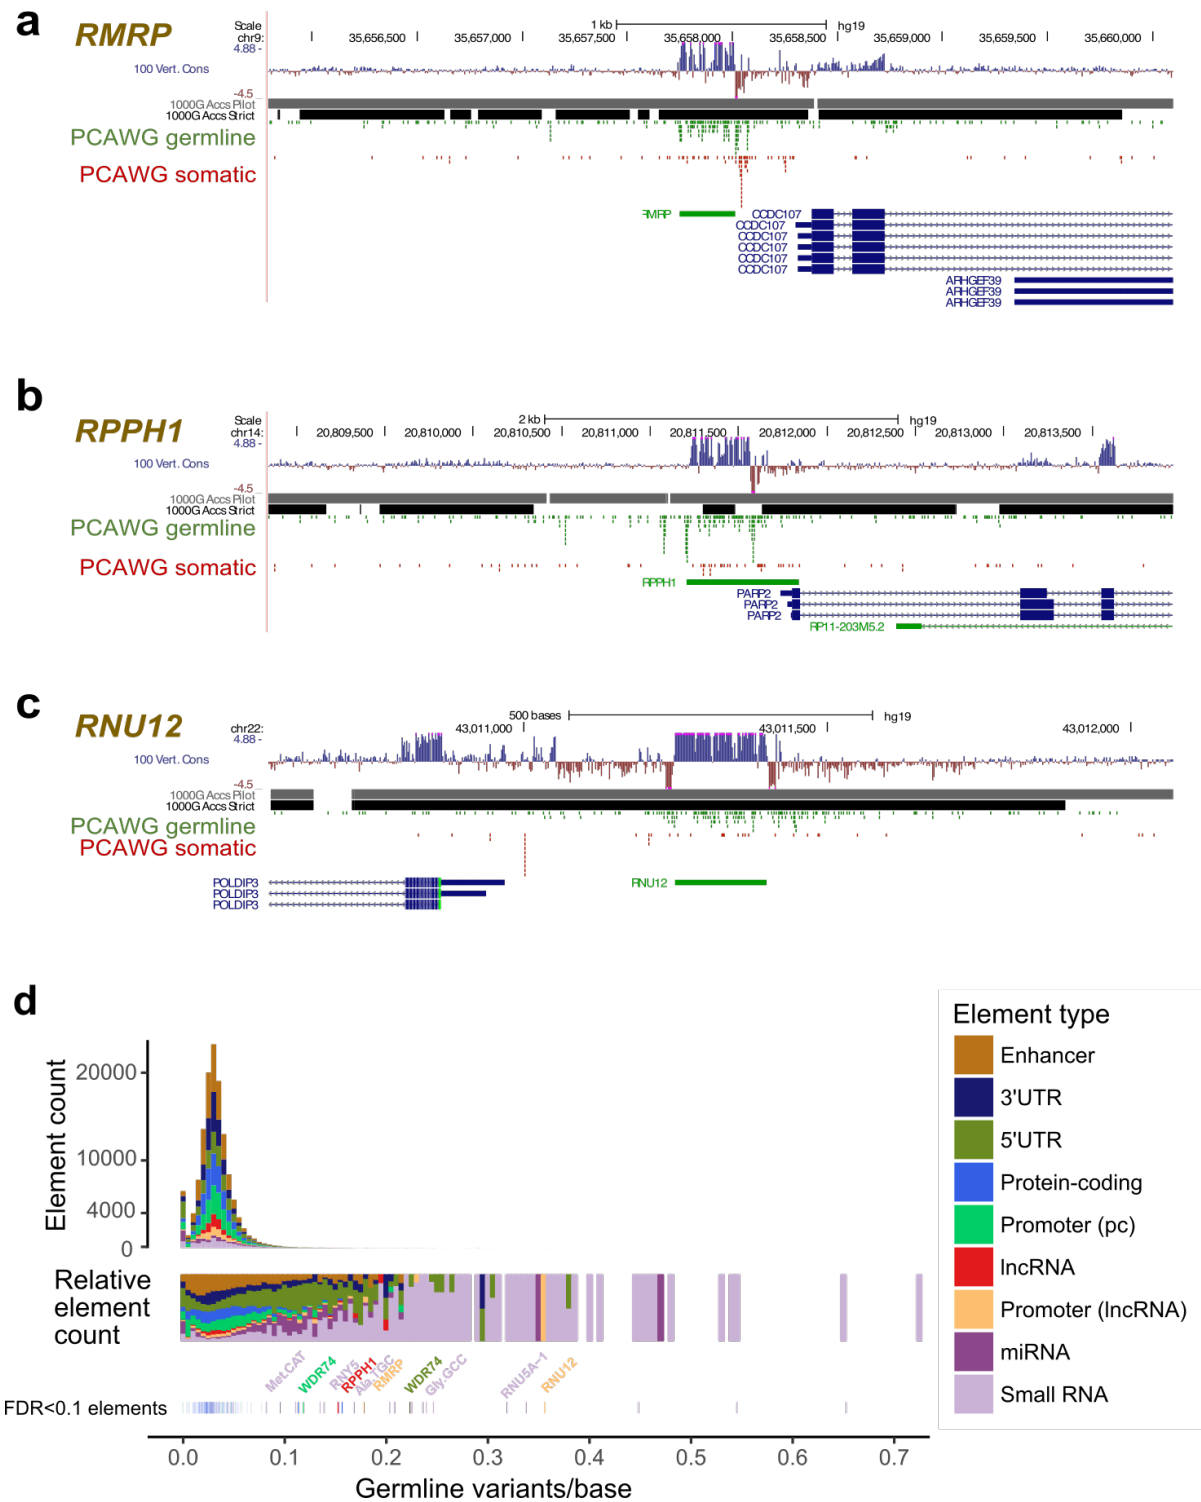 a
RMRP
Scale 1 kb hg19
chr9: 35,656,500 35,657,000 35,657,500 35,658,000 35,658,500 35,659,000 35,659,500 35,660,000
4.88 -
100 Vert. Cons
-4.5
1000G Accs Pilot
1000G Accs Strict
PCAWG germline
PCAWG somatic
RMRP CCDC107
CCDC107
CCDC107
CCDC107
CCDC107
CCDC107
ARHGEF39
ARHGEF39
ARHGEF39
b
RPPH1
Scale 2 kb hg19
chr14: 20,809,500 20,810,000 20,810,500 20,811,000 20,811,500 20,812,000 20,812,500 20,813,000 20,813,500
4.88 -
100 Vert. Cons
-4.5
1000G Accs Pilot
1000G Accs Strict
PCAWG germline
PCAWG somatic
RPPH1
PARP2
PARP2
PARP2
RP11-203M5.2
c
RNU12
500 bases hg19
chr22: 43,011,000 43,011,500 43,012,000
4.88 -
100 Vert. Cons
-4.5
1000G Accs Pilot
1000G Accs Strict
PCAWG germline
PCAWG somatic
POLDIP3 RNU12
POLDIP3
POLDIP3
d
Element count
20000
10000
4000
0
Relative
element
count
Met.CAT
WDR74
RNY5
RPPH1
Ala.TGC
RMRP
WDR74
Gly.GCC
RNU5A-1
RNU12
FDR<0.1 elements
0.0 0.1 0.2 0.3 0.4 0.5 0.6 0.7
Germline variants/base
Element type
Enhancer
3'UTR
5'UTR
Protein-coding
Promoter (pc)
lncRNA
Promoter (lncRNA)
miRNA
Small RNA